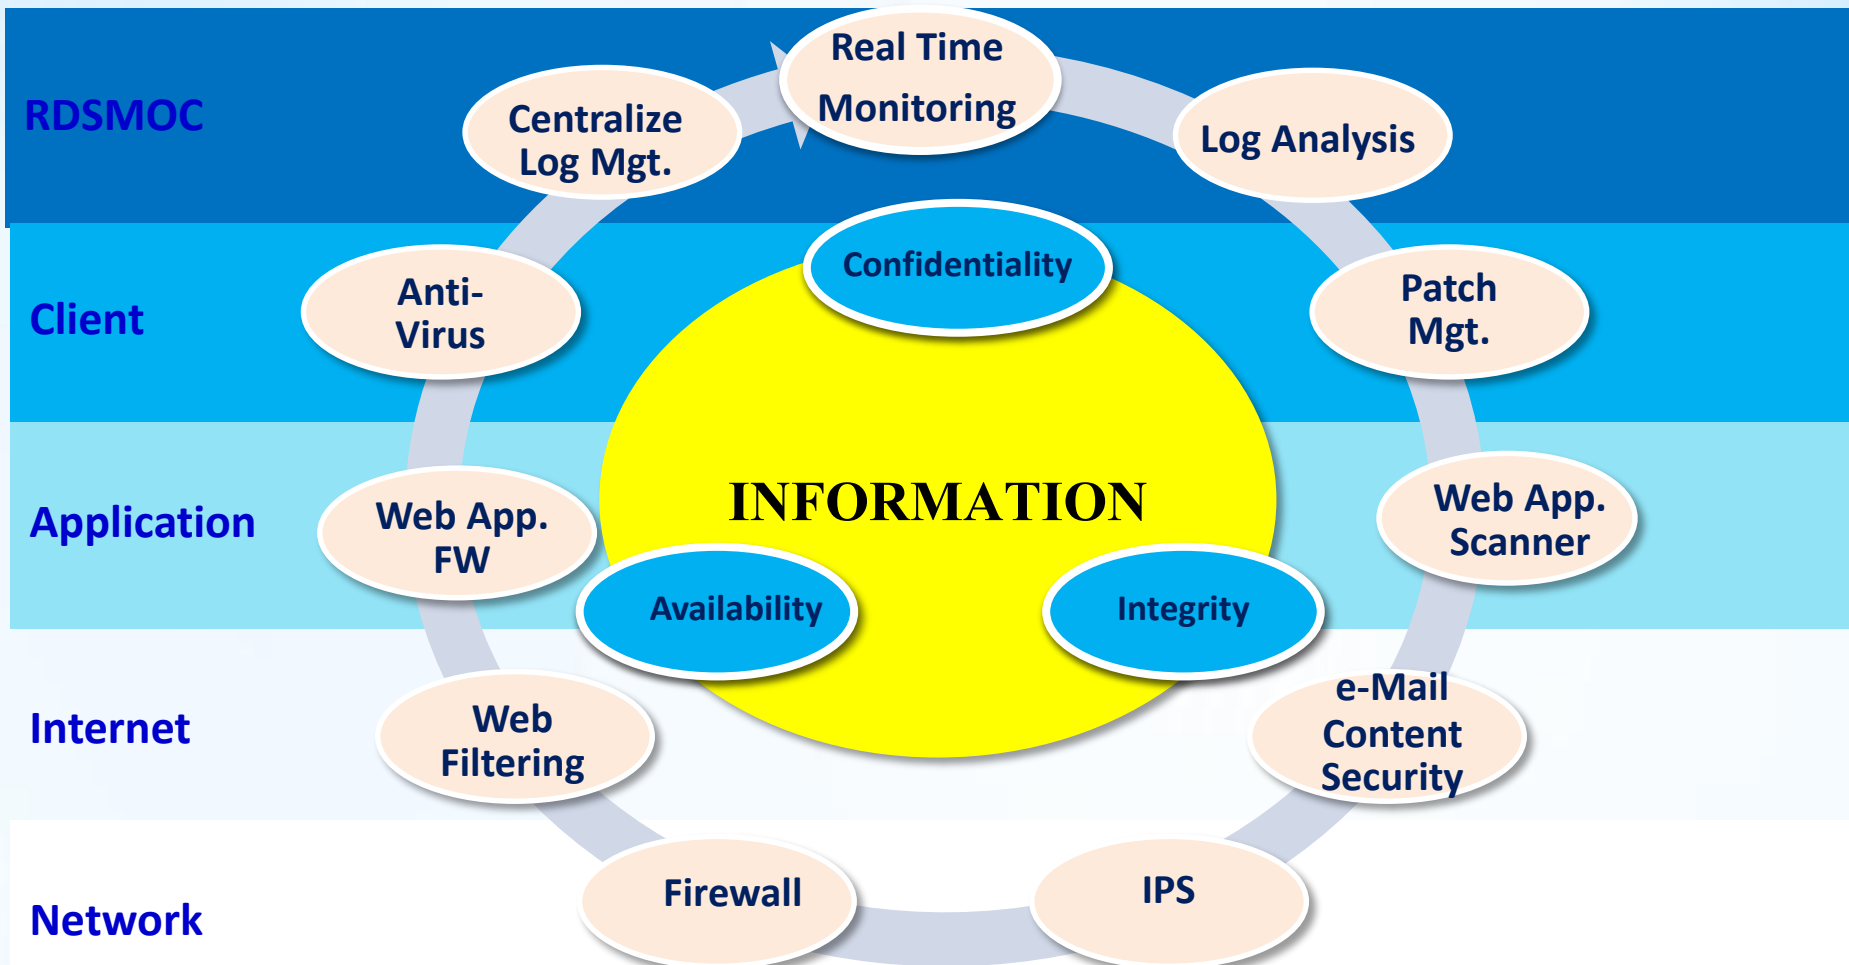 RDSMOC
Real Time
Monitoring
Centralize
Log Mgt.
Log Analysis
Confidentiality
Client
Anti-
Virus
Patch
Mgt.
INFORMATION
Application
Web App.
FW
Web App.
Scanner
Availability
Integrity
Internet
Web
Filtering
e-Mail
Content
Security
Network
Firewall
IPS